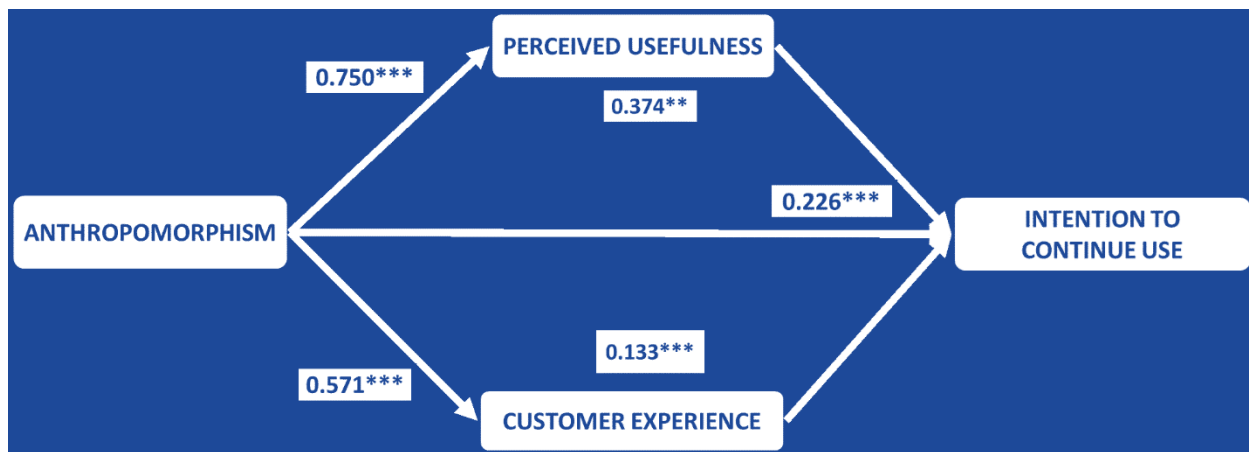 PERCEIVED USEFULNESS
0.750***
0.374**
0.226***
ANTHROPOMORPHISM
INTENTION TO
CONTINUE USE
0.133***
0.571***
CUSTOMER EXPERIENCE